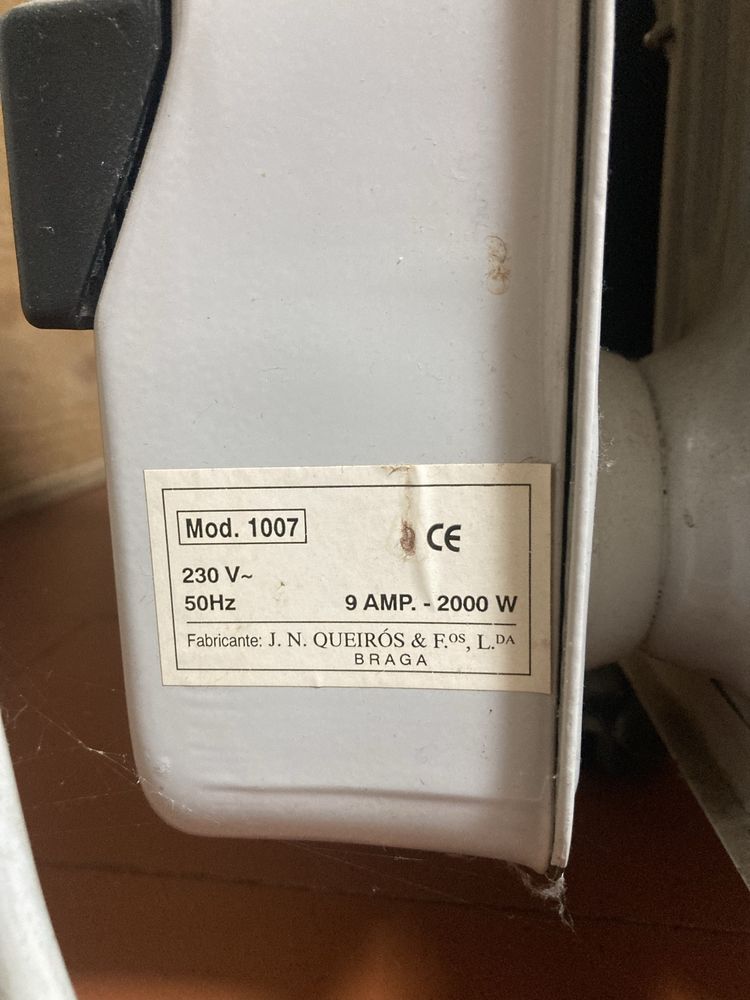 Mod. 1007
CE
230 V~
50Hz 9 AMP. - 2000 W
Fabricante: J. N. QUEIRÓS & F.OS, L.DA
BRAGA